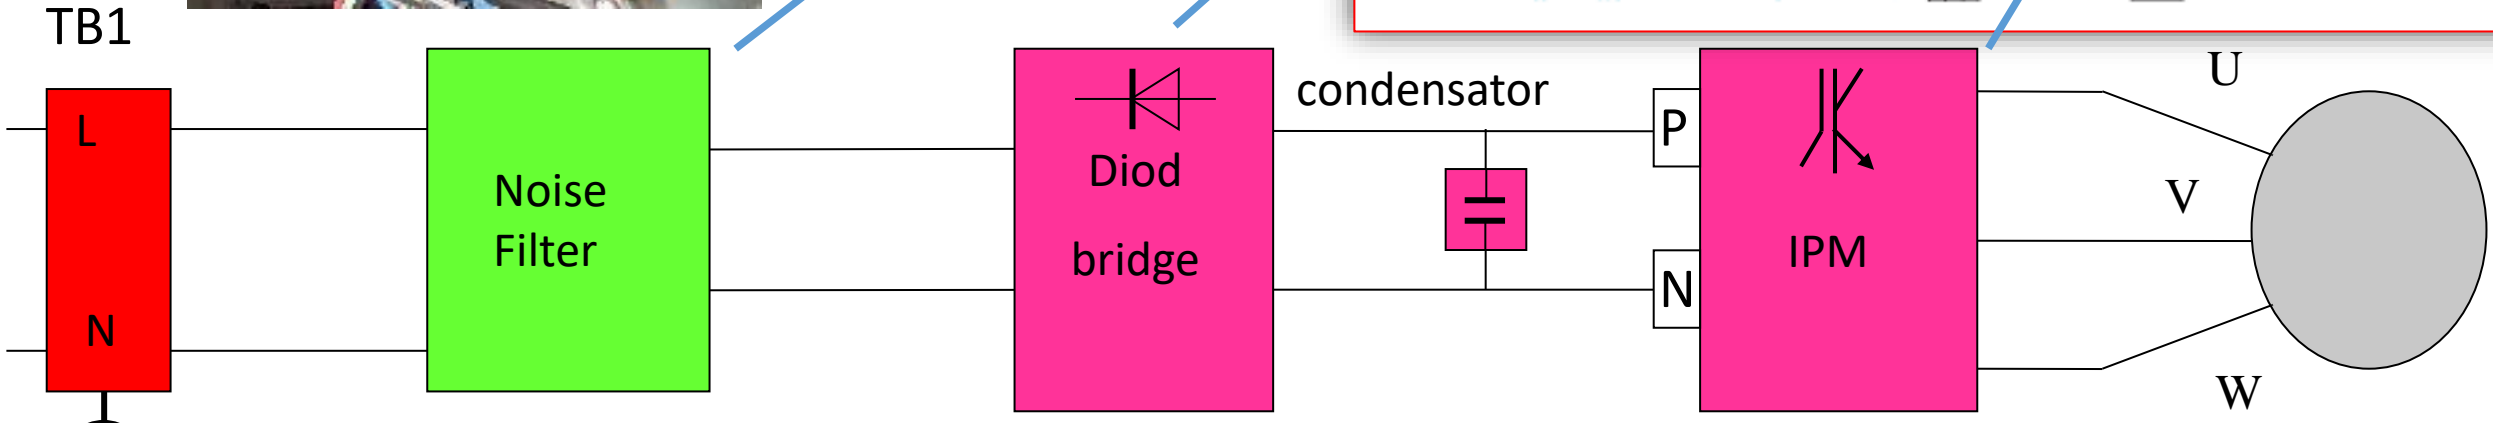 TB1
L
N
Noise
Filter
Diod
bridge
condensator
P
N
IPM
U
V
W